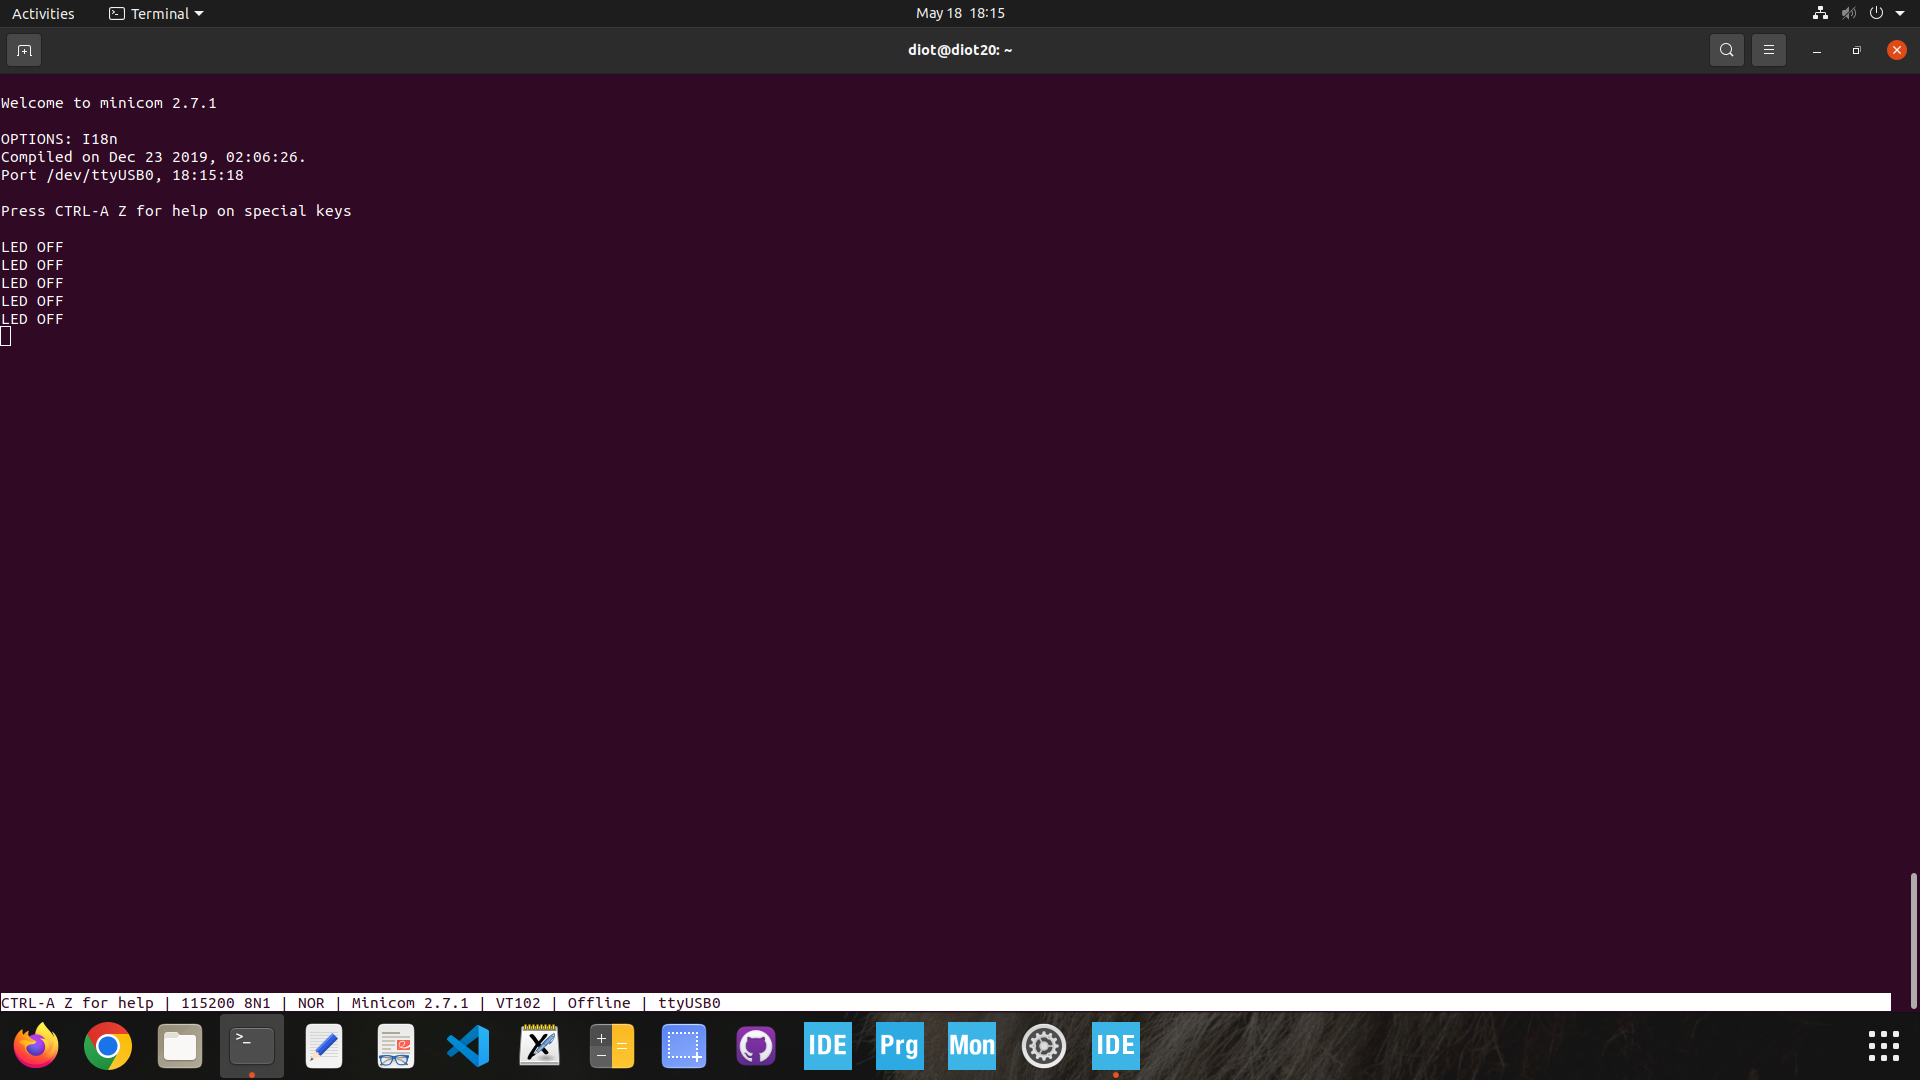 Activities
Terminal
May 18 18:15
diot@diot20: ~
Welcome to minicom 2.7.1
OPTIONS: I18n
Compiled on Dec 23 2019, 02:06:26.
Port /dev/ttyUSB0, 18:15:18
Press CTRL-A Z for help on special keys
LED OFF
LED OFF
LED OFF
LED OFF
LED OFF
CTRL-A Z for help | 115200 8N1 | NOR | Minicom 2.7.1 | VT102 | Offline | ttyUSB0
IDE
Prg
Mon
IDE